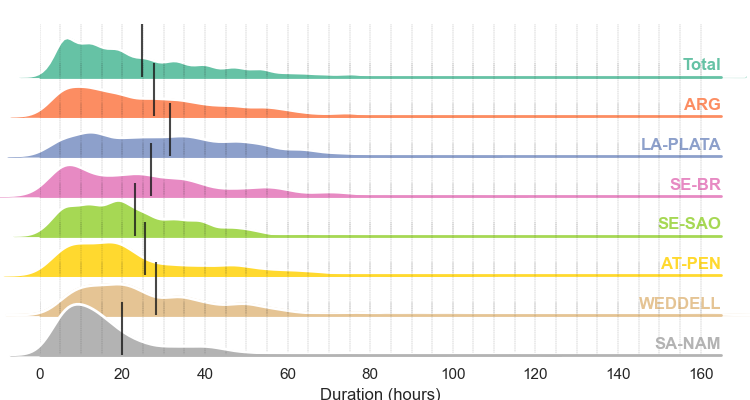 Total
ARG
LA-PLATA
SE-BR
SE-SAO
AT-PEN
WEDDELL
SA-NAM
0 20 40 60 80 100 120 140 160
Duration (hours)